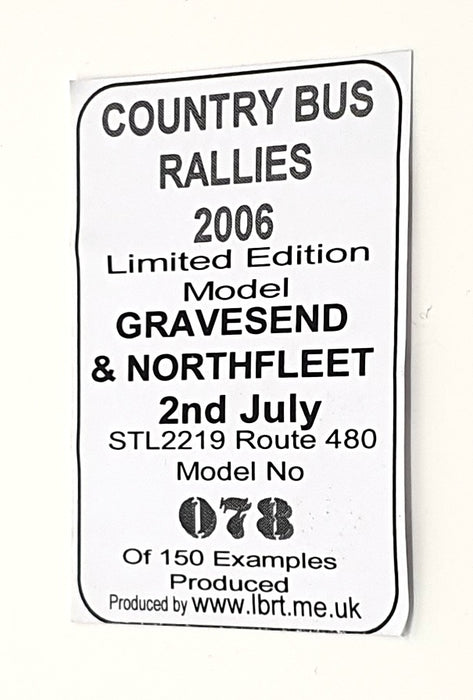 COUNTRY BUS
RALLIES
2006
Limited Edition
Model
GRAVESEND
& NORTHFLEET
2nd July
STL2219 Route 480
Model No
078
Of 150 Examples
Produced
Produced by www.lbrt.me.uk